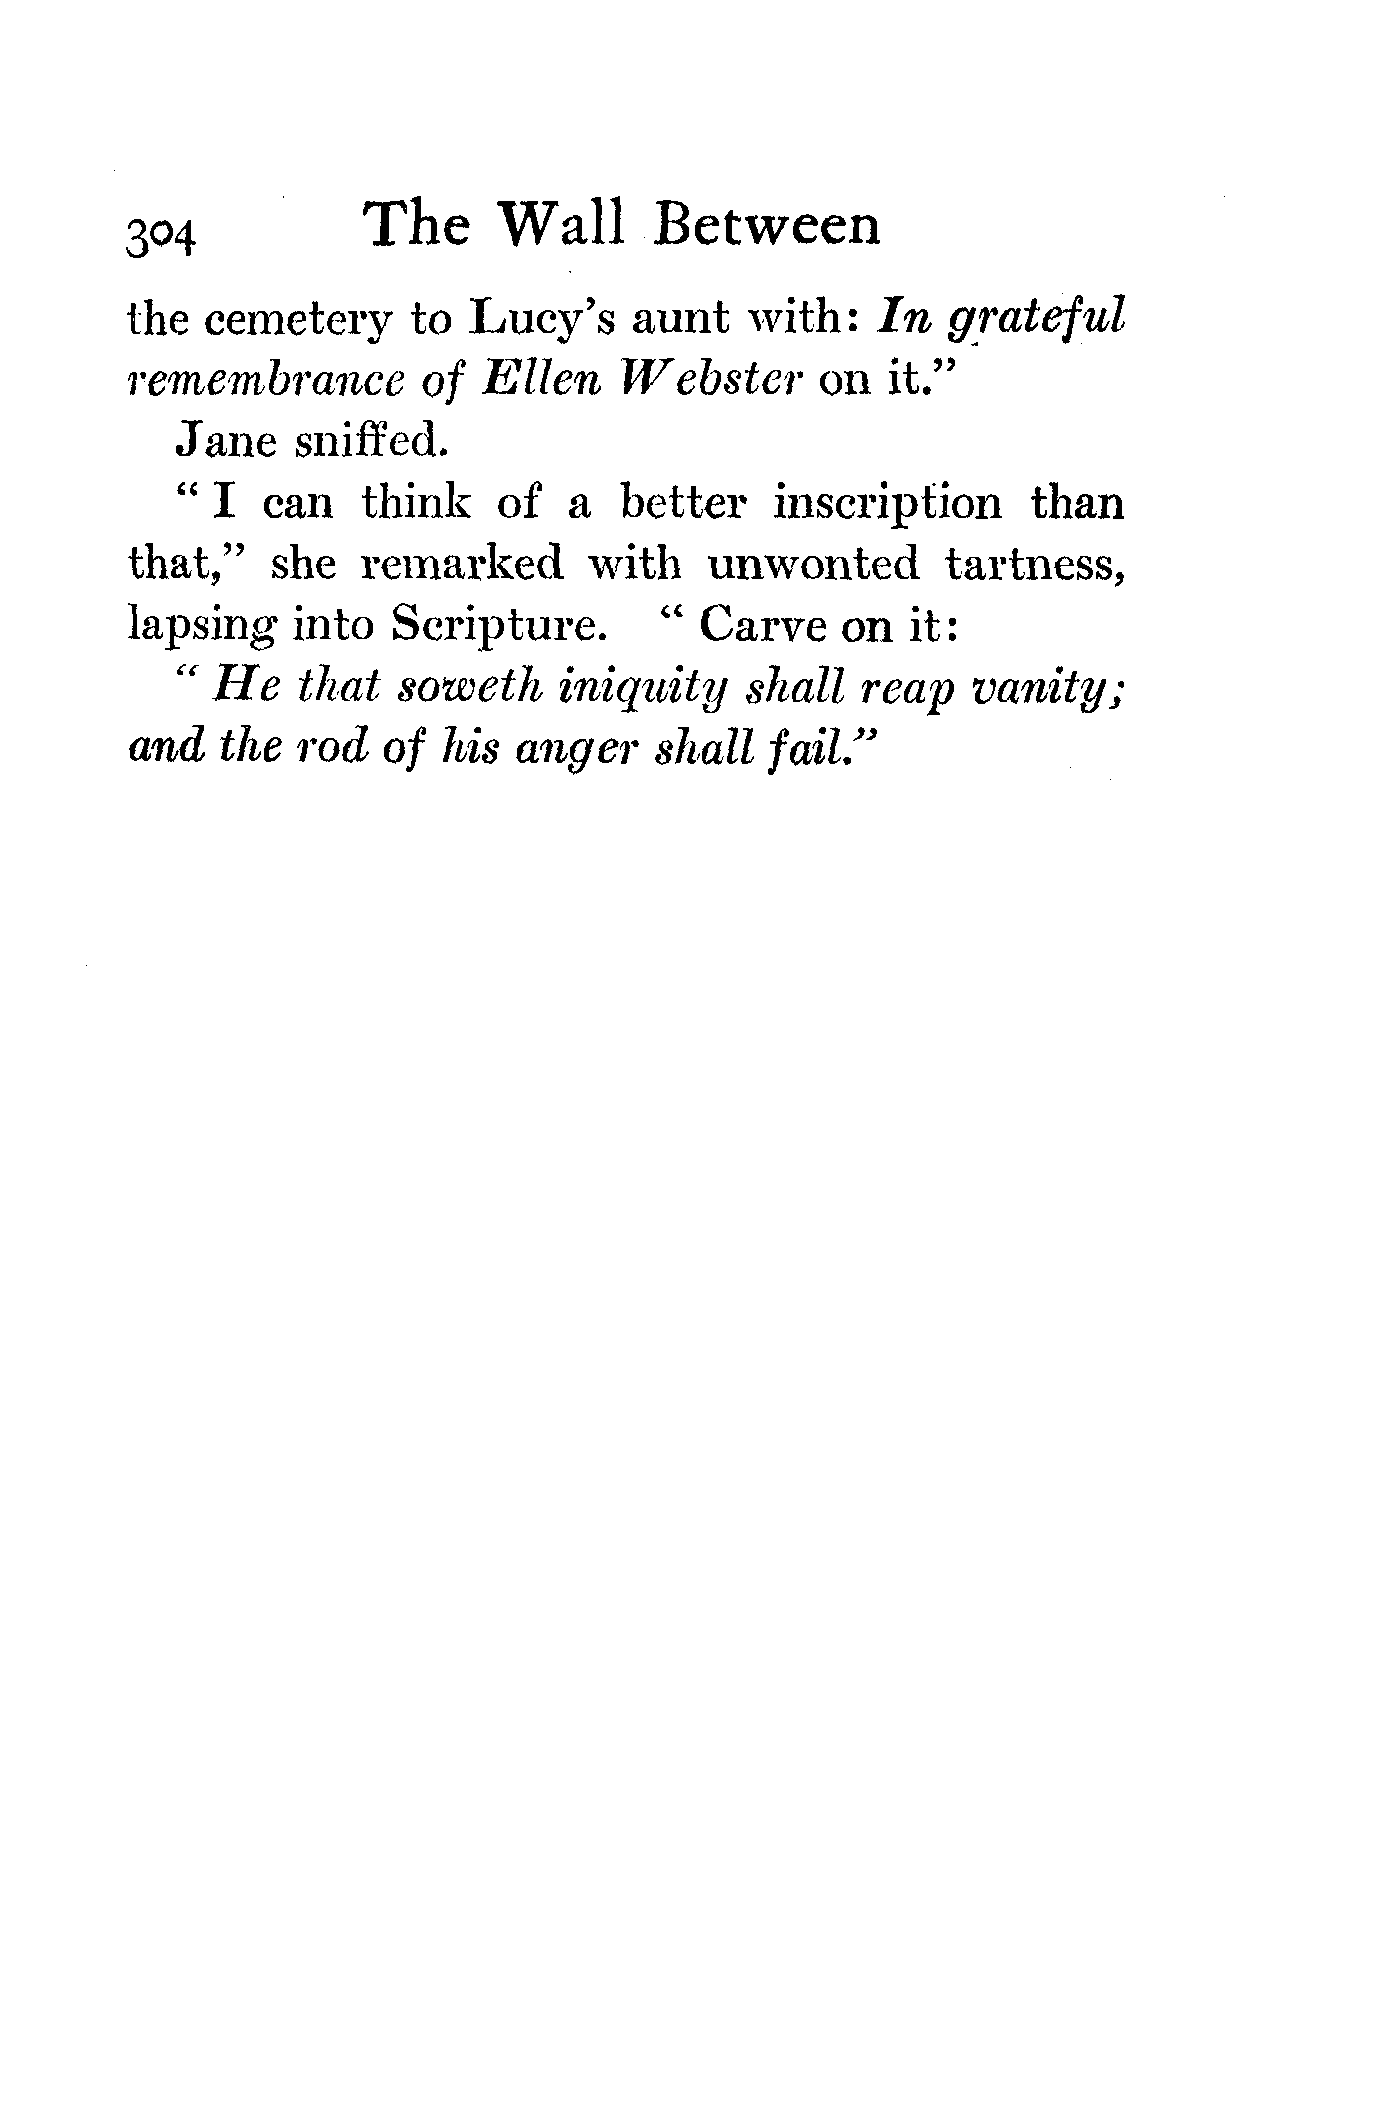 304 The Wall Between
the cemetery to Lucy's aunt with: In grateful
remembrance of Ellen Webster on it."
Jane sniffed.
" I can think of a better inscription than
that," she remarked with unwonted tartness,
lapsing into Scripture. " Carve on it:
" He that soweth iniquity shall reap vanity;
and the rod of his anger shall fail."